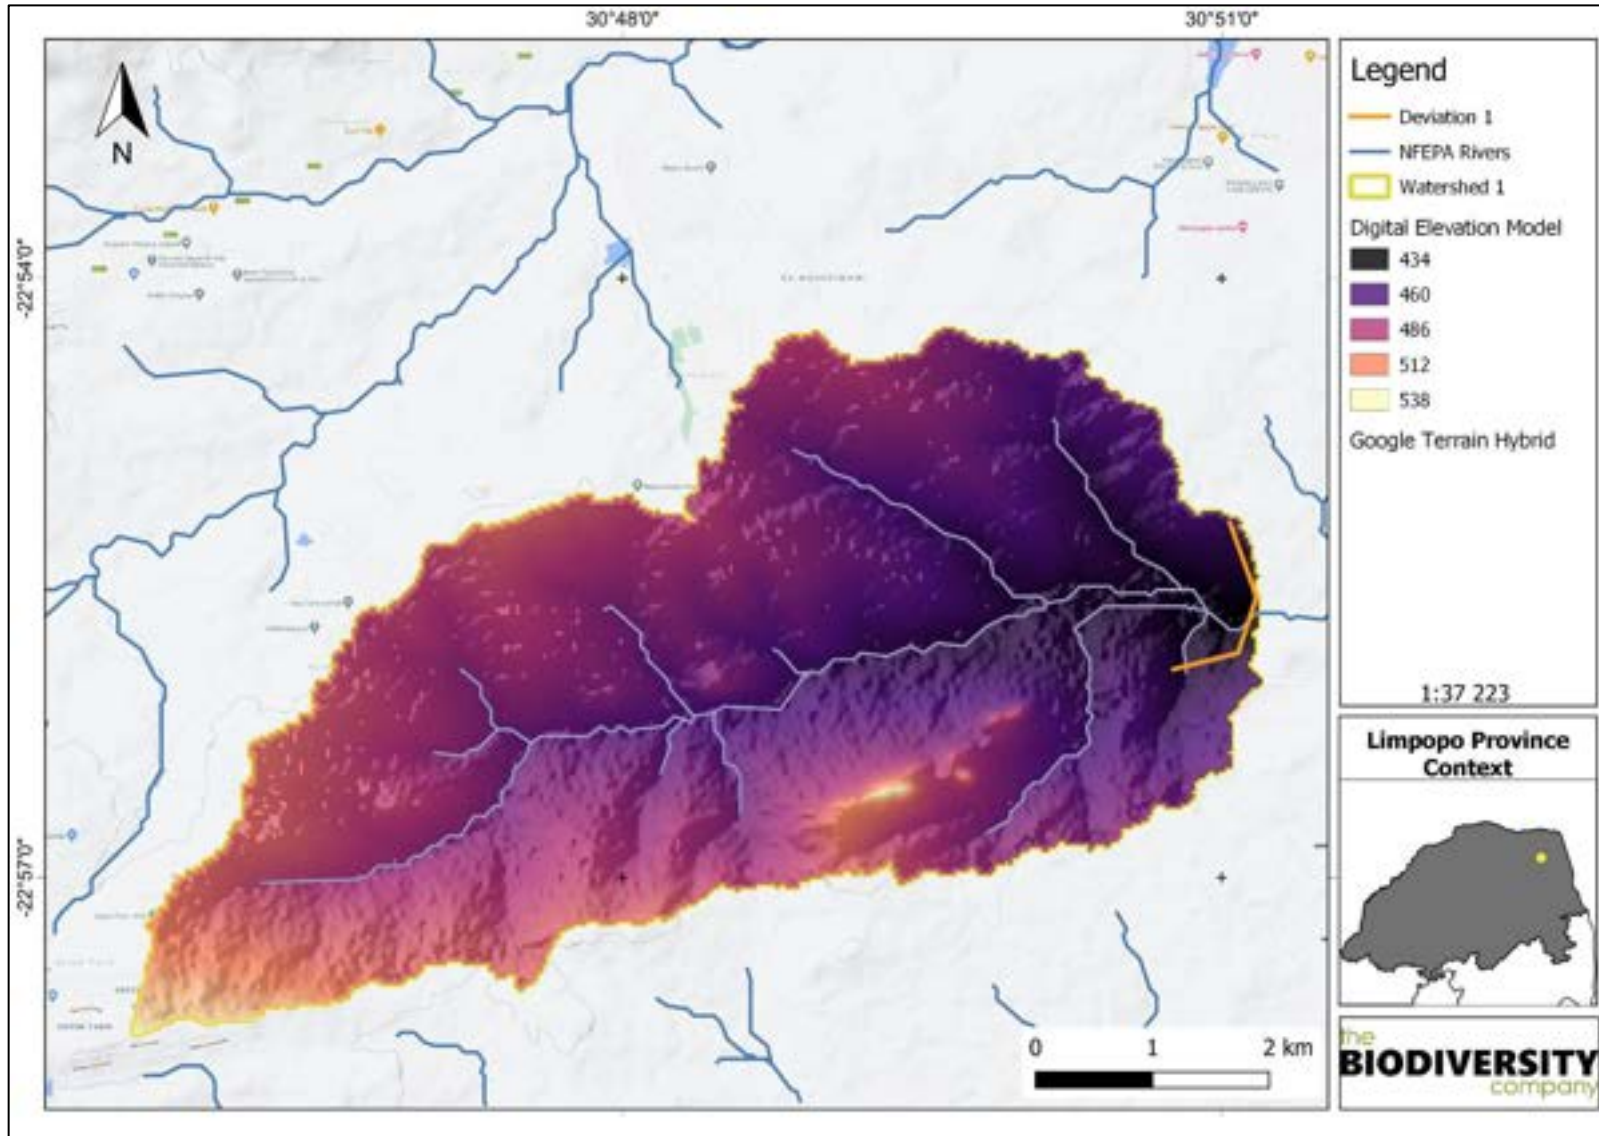 30°48'0"
30°51'0"
-22°54'0"
-22°57'0"
N
Legend
Deviation 1
NFEPA Rivers
Watershed 1
Digital Elevation Model
434
460
486
512
538
Google Terrain Hybrid
1:37 223
Limpopo Province
Context
0 1 2 km
the
BIODIVERSITY
company